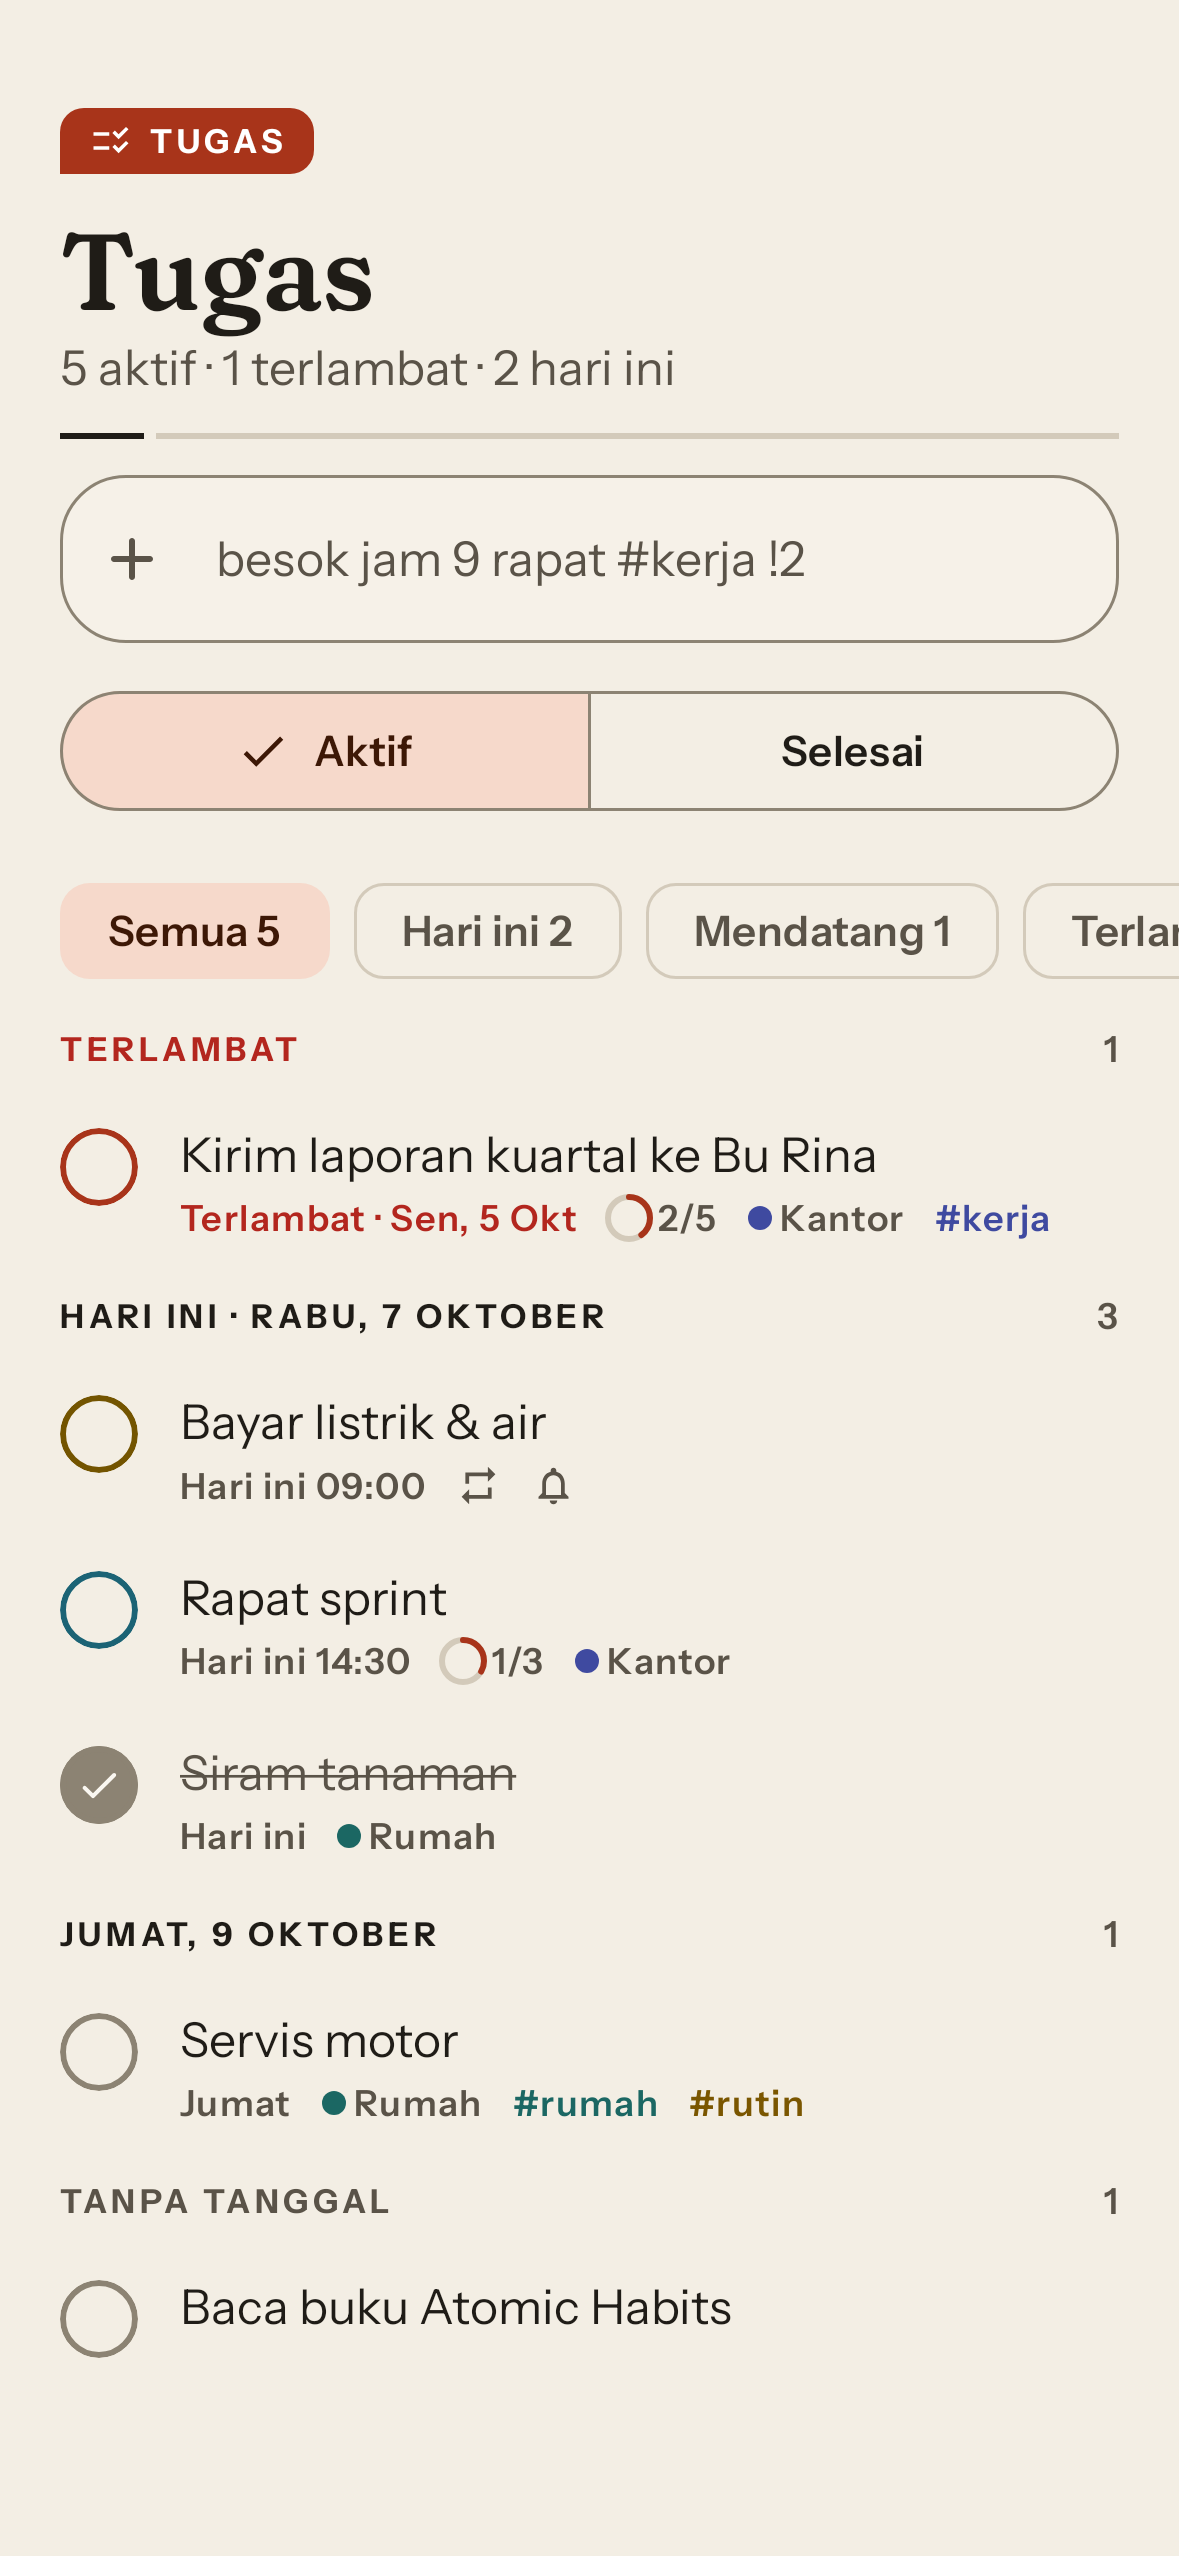 TUGAS
Tugas
5 aktif · 1 terlambat · 2 hari ini
besok jam 9 rapat #kerja !2
Aktif Selesai
Semua 5 Hari ini 2 Mendatang 1
TERLAMBAT 1
Kirim laporan kuartal ke Bu Rina
Terlambat · Sen, 5 Okt 2/5 Kantor #kerja
HARI INI · RABU, 7 OKTOBER 3
Bayar listrik & air
Hari ini 09:00
Rapat sprint
Hari ini 14:30 1/3 Kantor
Siram tanaman
Hari ini Rumah
JUMAT, 9 OKTOBER 1
Servis motor
Jumat Rumah #rumah #rutin
TANPA TANGGAL 1
Baca buku Atomic Habits